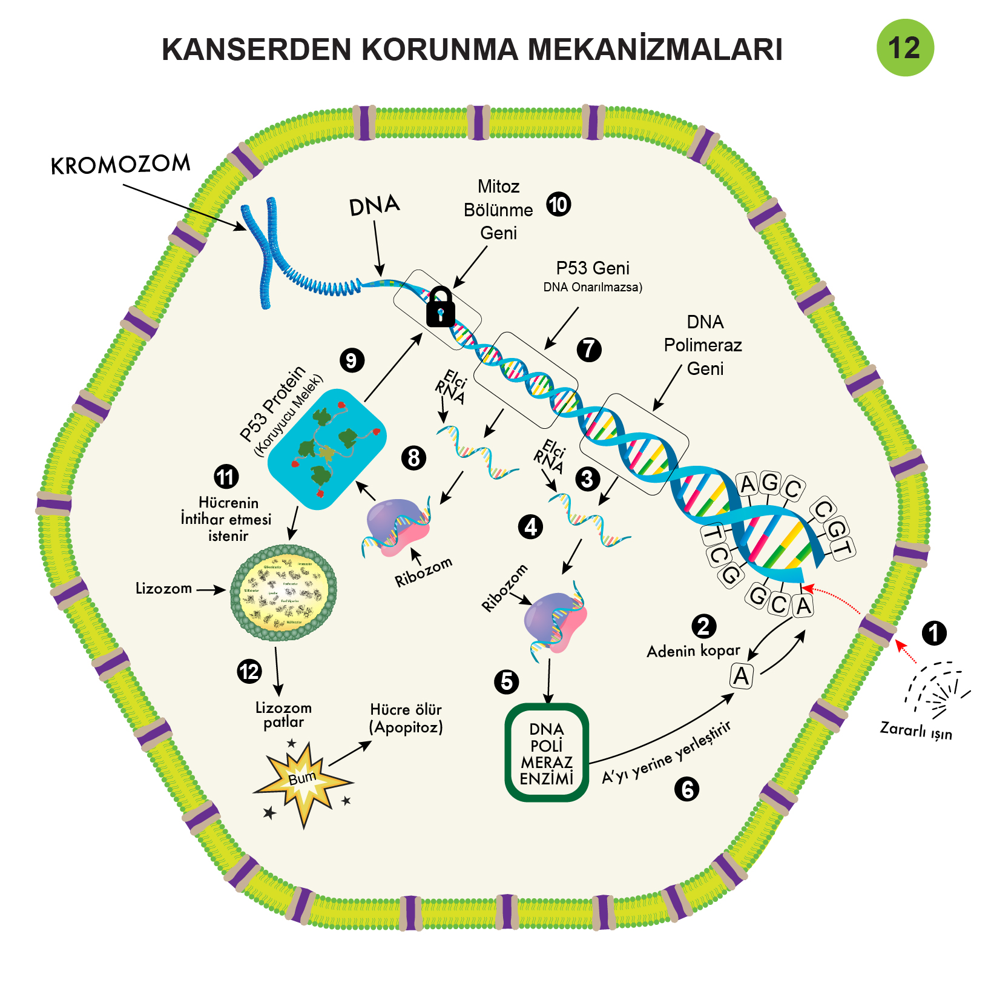 KANSERDEN KORUNMA MEKANİZMALARI
12
KROMOZOM
DNA
Mitoz
Bölünme
Geni
10
P53 Geni
DNA Onarılmazsa)
7
DNA
Polimeraz
Geni
9
P53 Protein
(Koruyucu Melek)
Elçi
RNA
8
Elçi
RNA
3
4
11
Hücrenin
İntihar etmesi
istenir
Lizozom
Ribozom
Ribozom
A G C
C G T
T C G
G C A
1
Zararlı ışın
2
Adenin kopar
A
12
Lizozom
patlar
Hücre ölür
(Apopitoz)
Bum
5
DNA
POLİ
MERAZ
ENZİMİ
A'yı yerine yerleştirir
6